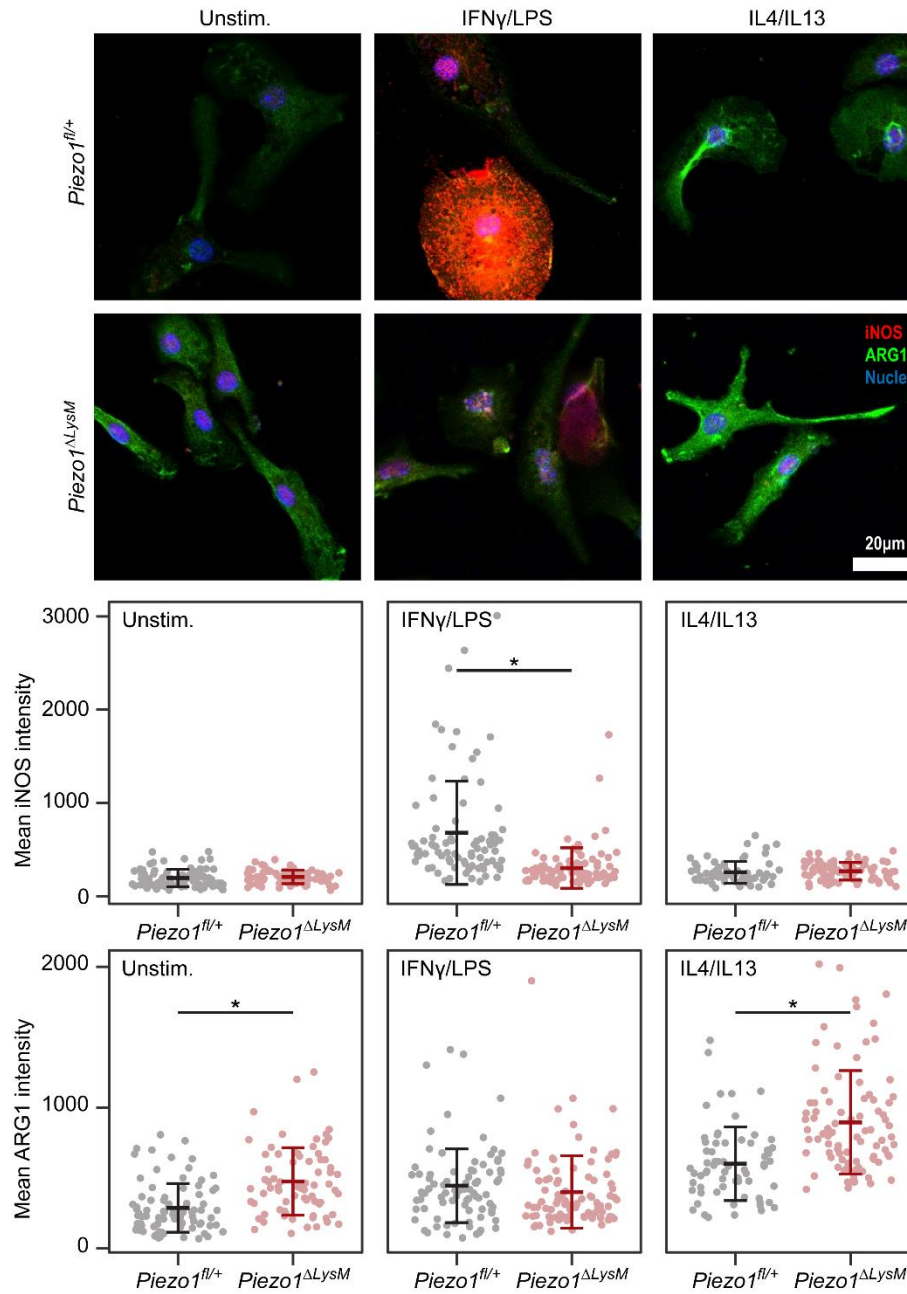 Unstim. IFNγ/LPS IL4/IL13
Piezo1fl/+
Piezo1ΔLysM
iNOS
ARG1
Nucle
20μm
Mean iNOS intensity
3000
2000
1000
0
Unstim.
IFNγ/LPS
*
IL4/IL13
Piezo1fl/+ Piezo1ΔLysM Piezo1fl/+ Piezo1ΔLysM Piezo1fl/+ Piezo1ΔLysM
Mean ARG1 intensity
2000
1000
0
Unstim.
*
IFNγ/LPS
IL4/IL13
*
Piezo1fl/+ Piezo1ΔLysM Piezo1fl/+ Piezo1ΔLysM Piezo1fl/+ Piezo1ΔLysM